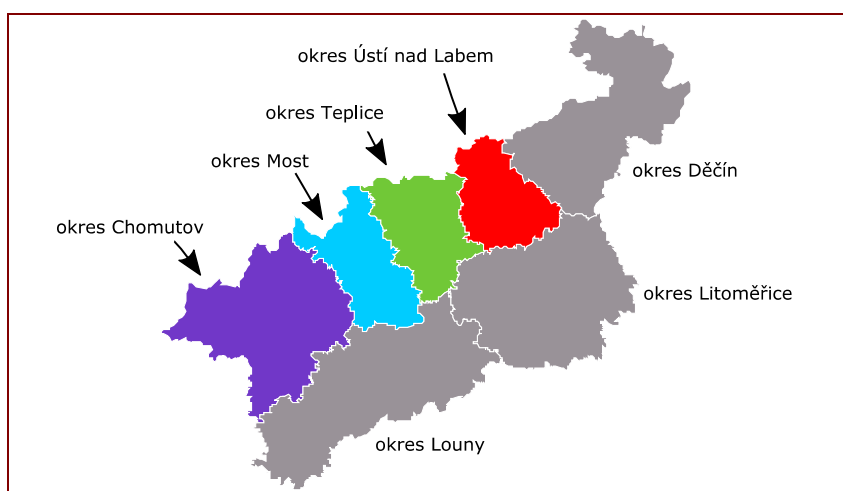 okres Ústí nad Labem
okres Teplice
okres Most
okres Děčín
okres Chomutov
okres Litoměřice
okres Louny